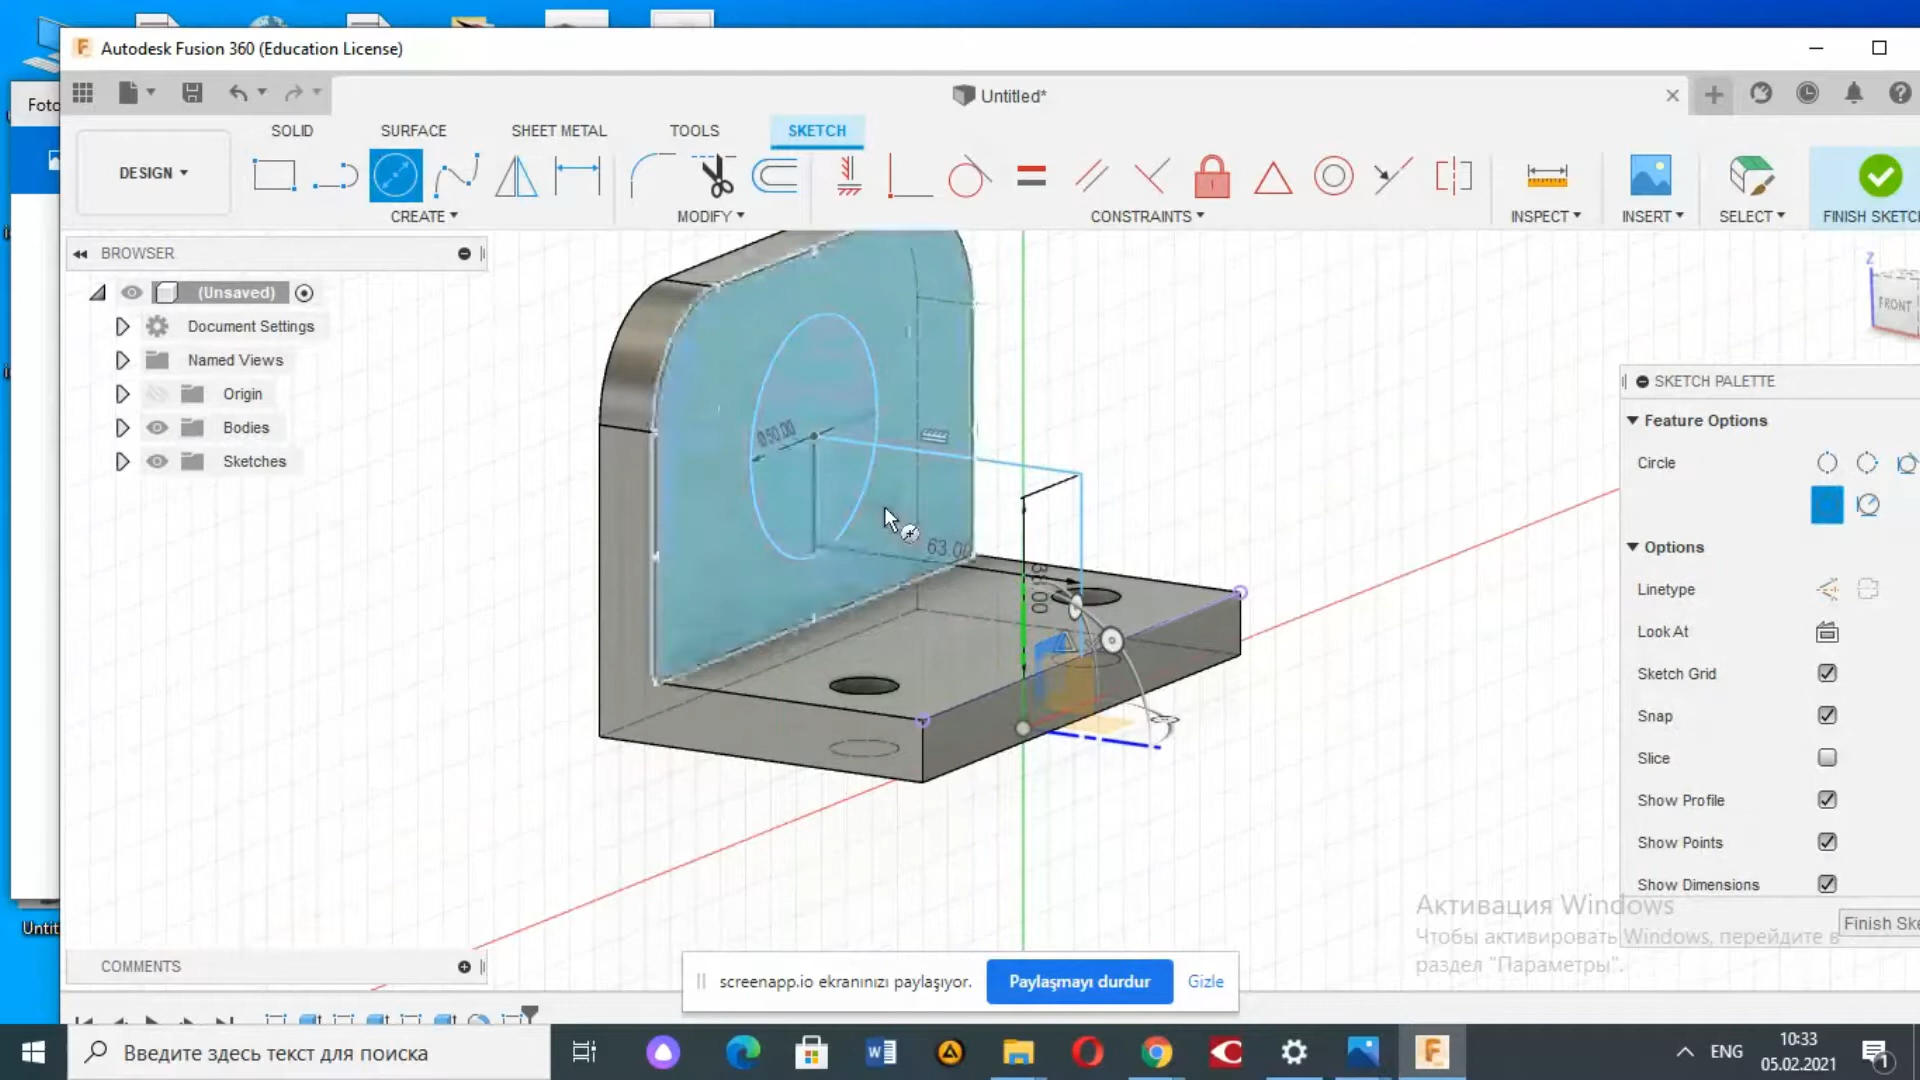 Autodesk Fusion 360 (Education License)
Foto
Untitled*
SOLID
SURFACE
SHEET METAL
TOOLS
SKETCH
DESIGN
CREATE
MODIFY
CONSTRAINTS
INSPECT
INSERT
SELECT
FINISH SKETC
BROWSER
(Unsaved)
Document Settings
Named Views
Origin
Bodies
Sketches
Z
FRONT
Ø50.00
63.00
SKETCH PALETTE
Feature Options
Circle
Options
Linetype
Look At
Sketch Grid
Snap
Slice
Show Profile
Show Points
Show Dimensions
Finish Ske
Активация Windows
Чтобы активировать Windows, перейдите в
раздел "Параметры".
Untit
COMMENTS
screenapp.io ekranınızı paylaşıyor.
Paylaşmayı durdur
Gizle
Введите здесь текст для поиска
ENG
10:33
05.02.2021
1